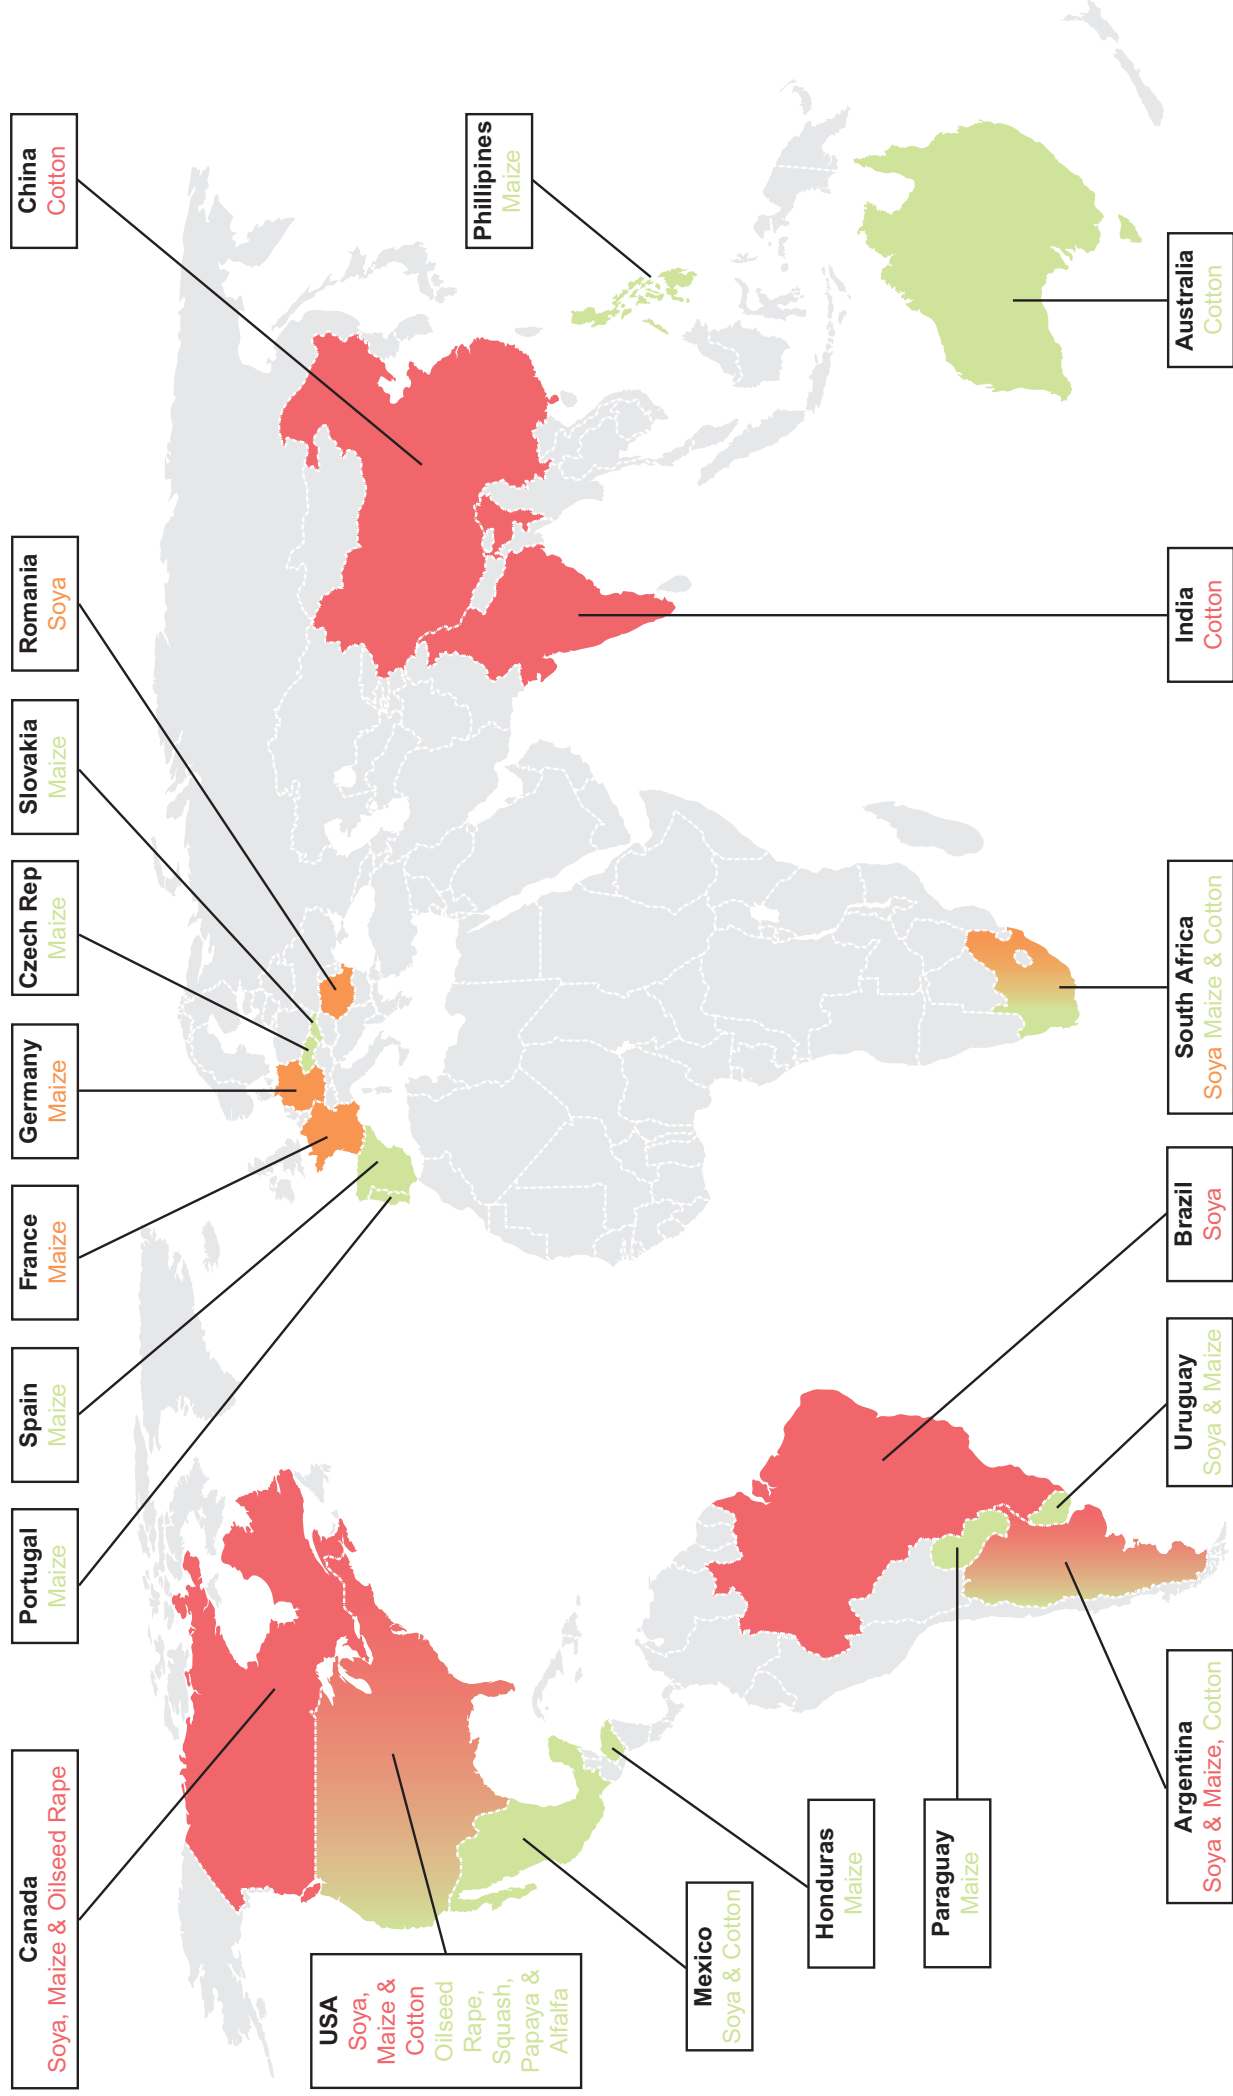 Canada
Soya, Maize & Oilseed Rape
Portugal
Maize
Spain
Maize
France
Maize
Germany
Maize
Czech Rep
Maize
Slovakia
Maize
Romania
Soya
China
Cotton
USA
Soya,
Maize &
Cotton
Oilseed
Rape,
Squash,
Papaya &
Alfalfa
Phillipines
Maize
Mexico
Soya & Cotton
Honduras
Maize
Paraguay
Maize
Argentina
Soya & Maize, Cotton
Uruguay
Soya & Maize
Brazil
Soya
South Africa
Soya Maize & Cotton
India
Cotton
Australia
Cotton